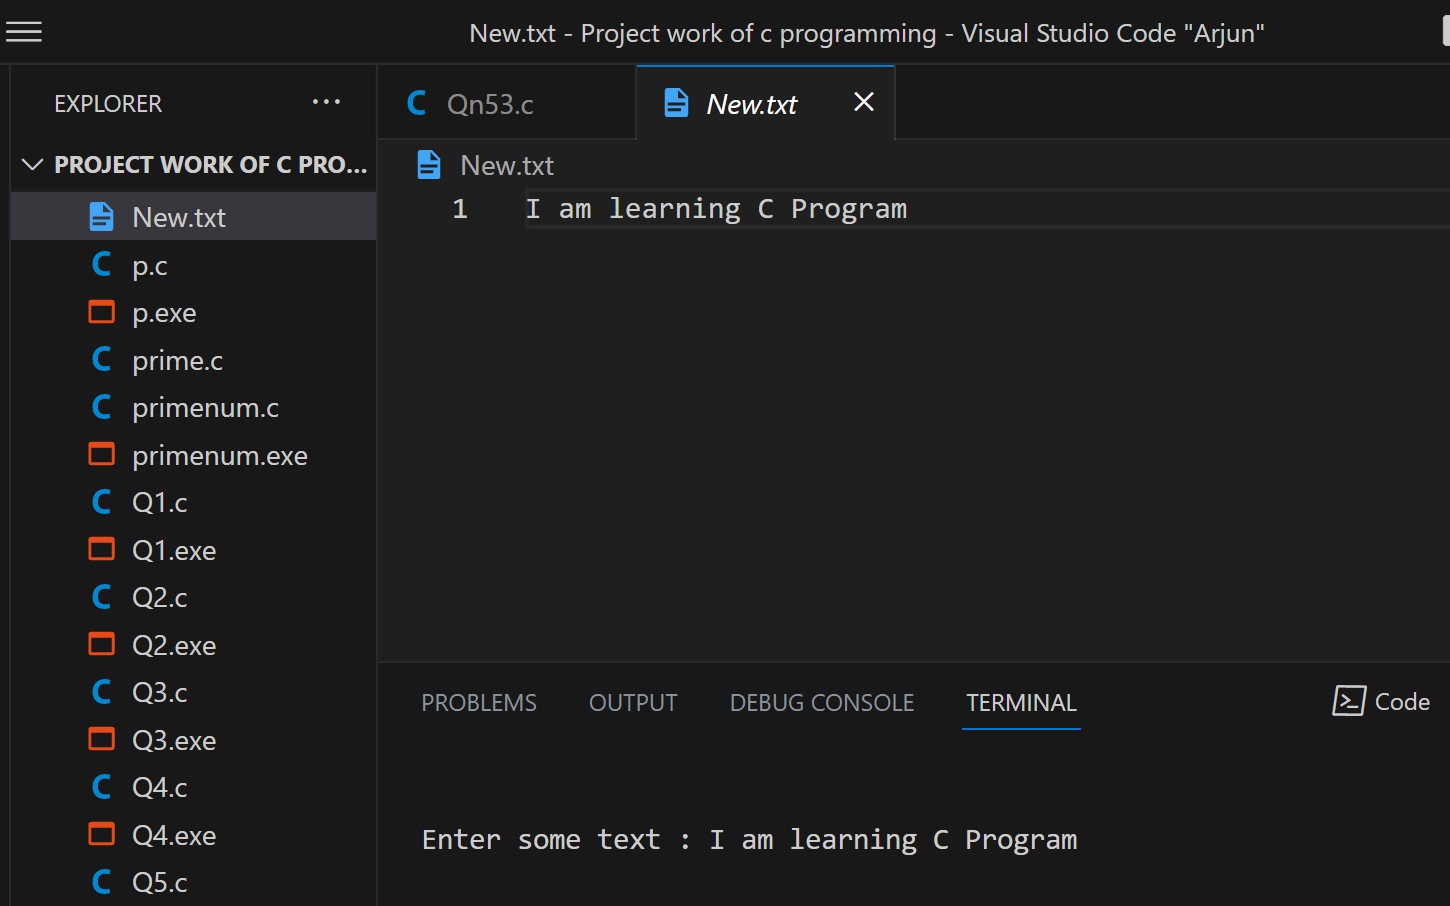 New.txt - Project work of c programming - Visual Studio Code "Arjun"
EXPLORER
PROJECT WORK OF C PRO...
New.txt
p.c
p.exe
prime.c
primenum.c
primenum.exe
Q1.c
Q1.exe
Q2.c
Q2.exe
Q3.c
Q3.exe
Q4.c
Q4.exe
Q5.c
Qn53.c
New.txt
New.txt
1 I am learning C Program
PROBLEMS OUTPUT DEBUG CONSOLE TERMINAL
Code
Enter some text : I am learning C Program